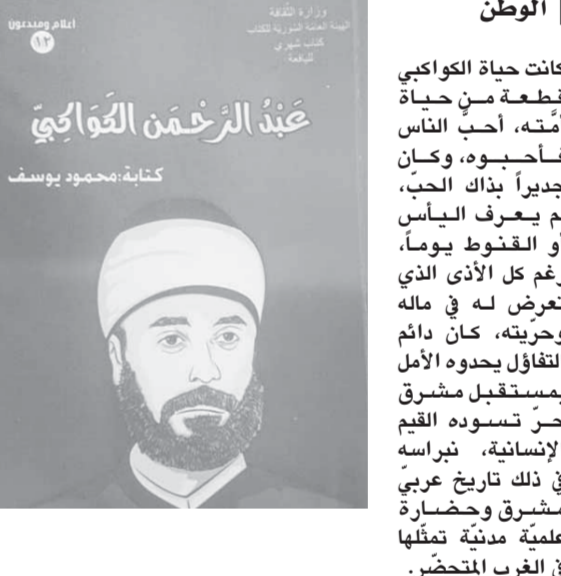 الوطن
كانت حياة الكواكبي
قطعة من حياة
أمّته، أحبَّ الناس
فأحبوه، وكان
جديراً بذاك الحبّ،
لم يعرف اليأس
أو القنوط يوماً،
رغم كل الأذى الذي
تعرض له في ماله
وحرّيته، كان دائم
التفاؤل يحدوه الأمل
بمستقبل مشرق
حرّ تسوده القيم
الإنسانية، نبراسه
في ذلك تاريخ عربيّ
مشرق وحضارة
علميّة مدنيّة تمثّلها
في الغرب المتحضّر.
وزارة الثقافة
الهيئة العامة السورية للكتاب
كتاب شهري
لليافعة
أعلام ومبدعون
١٢
عَبْدُ الرَّحْمَن الكَوَاكِبِيّ
كتابة:محمود يوسف